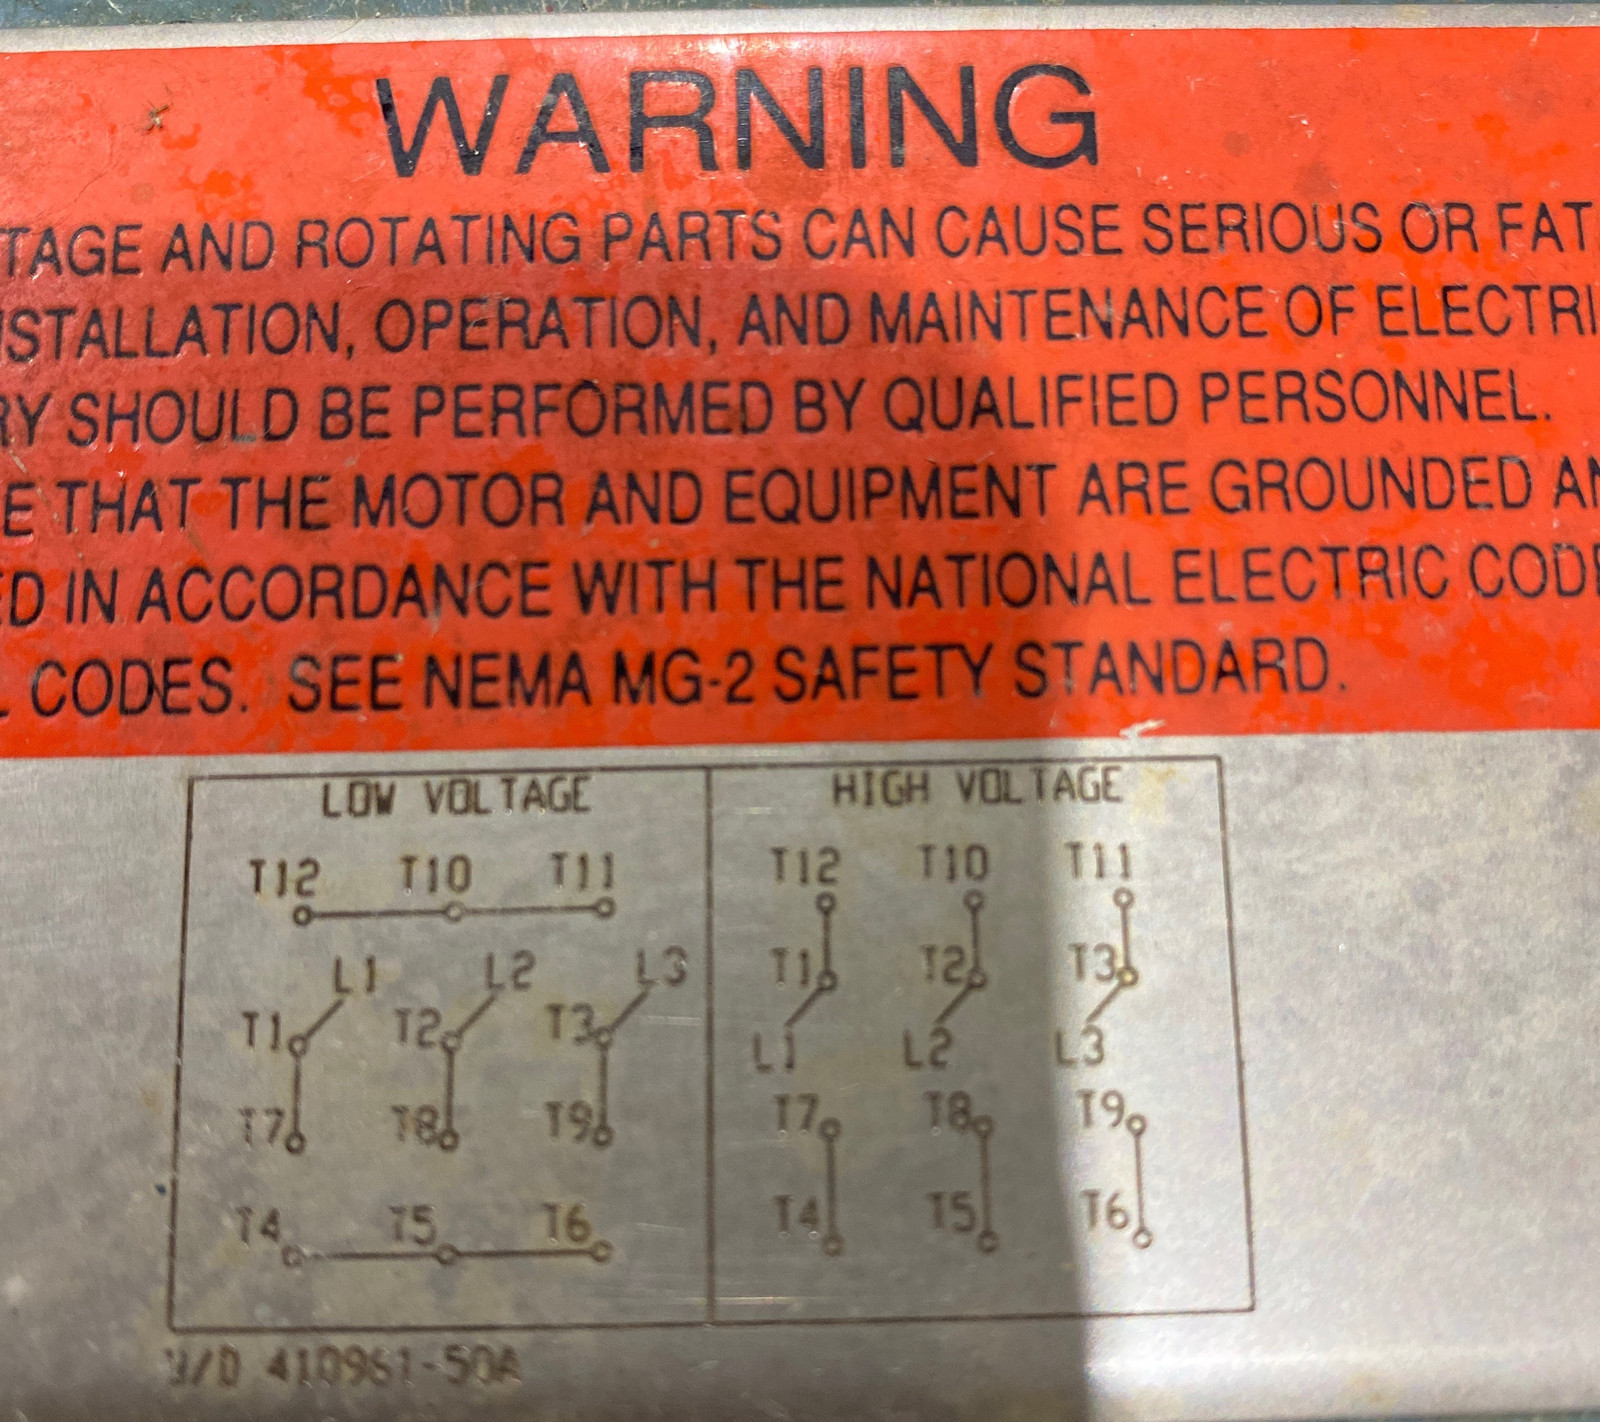 WARNING
TAGE AND ROTATING PARTS CAN CAUSE SERIOUS OR FAT
STALLATION, OPERATION, AND MAINTENANCE OF ELECTRI
RY SHOULD BE PERFORMED BY QUALIFIED PERSONNEL.
E THAT THE MOTOR AND EQUIPMENT ARE GROUNDED AN
ED IN ACCORDANCE WITH THE NATIONAL ELECTRIC CODE
L CODES. SEE NEMA MG-2 SAFETY STANDARD.
LOW VOLTAGE
T12 T10 T11
L1 L2 L3
T1 T2 T3
T7 T8 T9
T4 T5 T6
HIGH VOLTAGE
T12 T10 T11
T1 T2 T3
L1 L2 L3
T7 T8 T9
T4 T5 T6
410961-50A